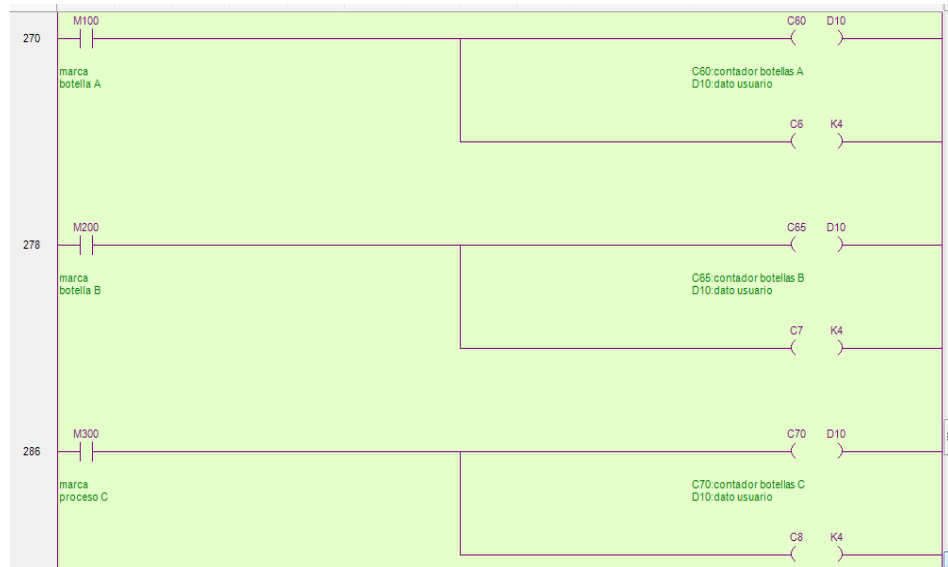 M100 C60 D10
270
marca
botella A
C60:contador botellas A
D10:dato usuario
C6 K4
M200 C65 D10
278
marca
botella B
C65:contador botellas B
D10:dato usuario
C7 K4
M300 C70 D10
286
marca
proceso C
C70:contador botellas C
D10:dato usuario
C8 K4